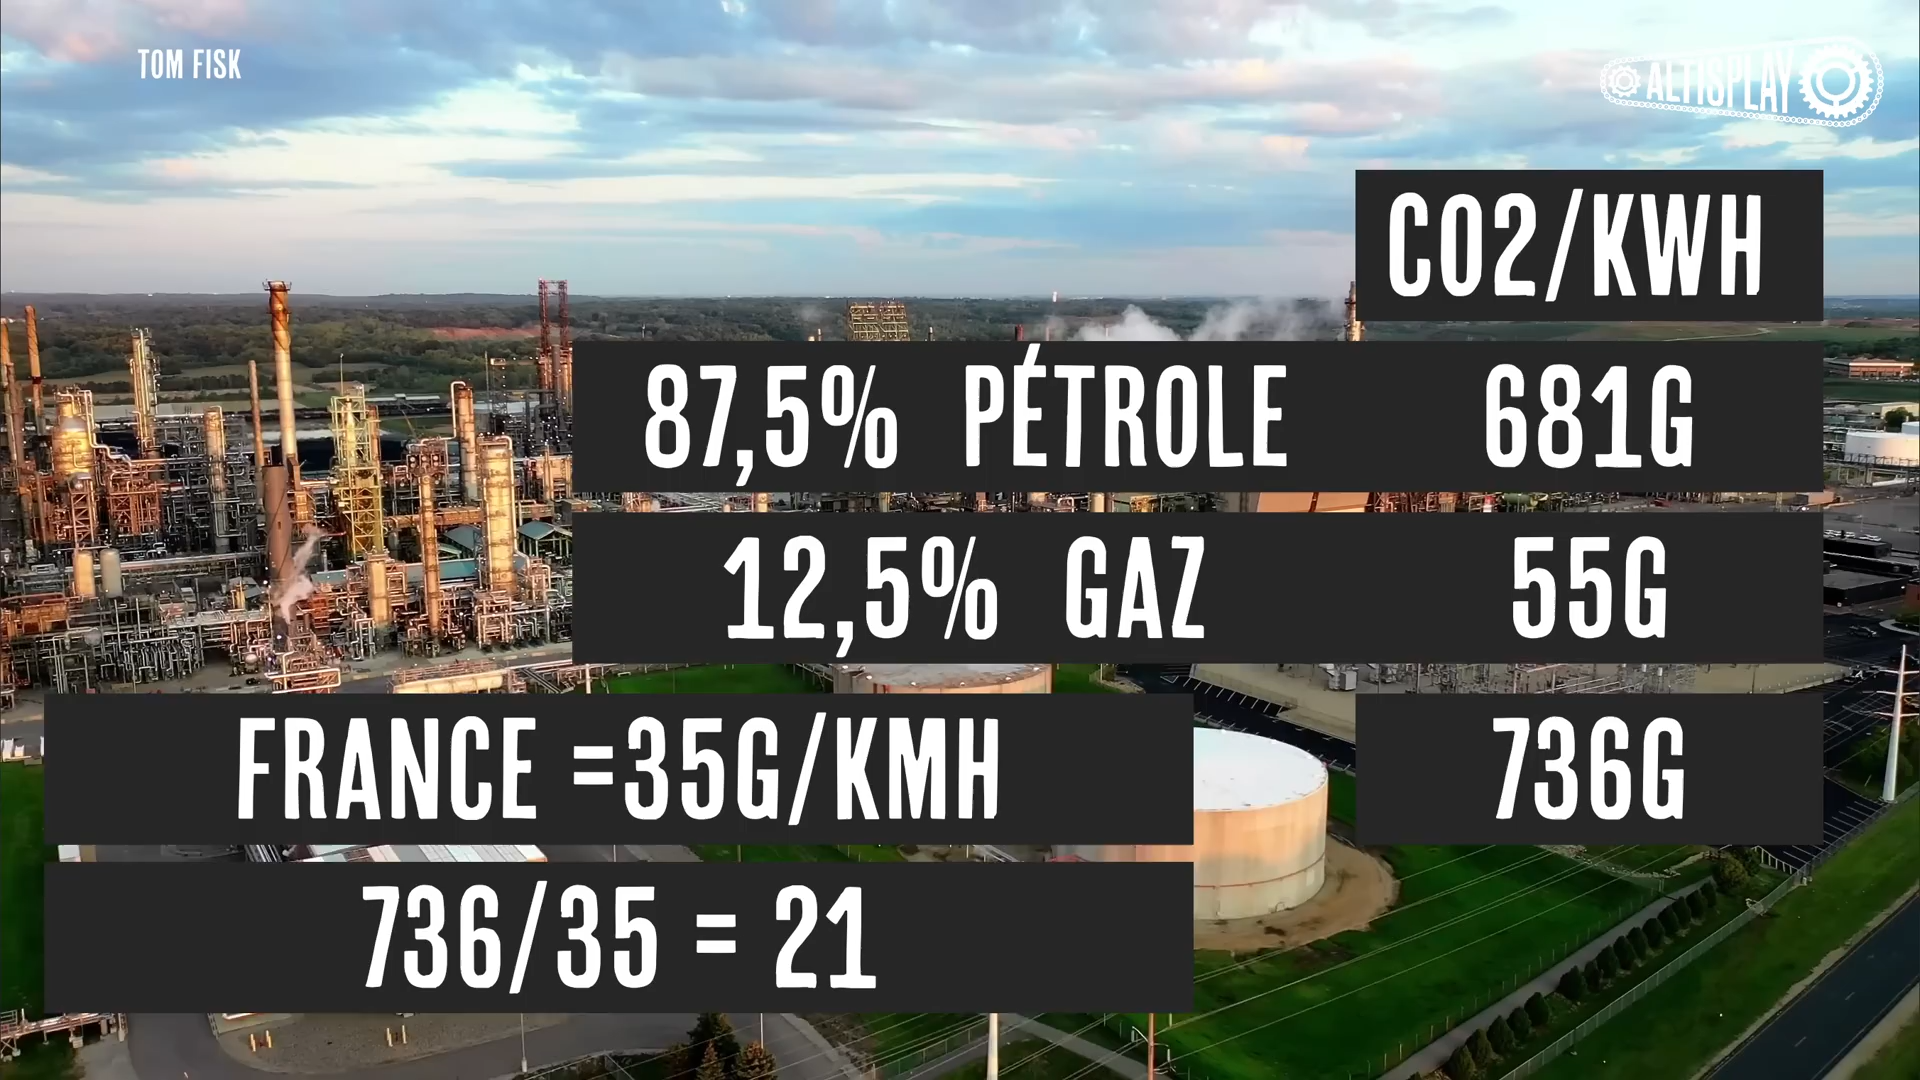 TOM FISK
ALTISPLAY
CO2/KWH
87,5% PÉTROLE 681G
12,5% GAZ 55G
FRANCE =35G/KMH 736G
736/35 = 21